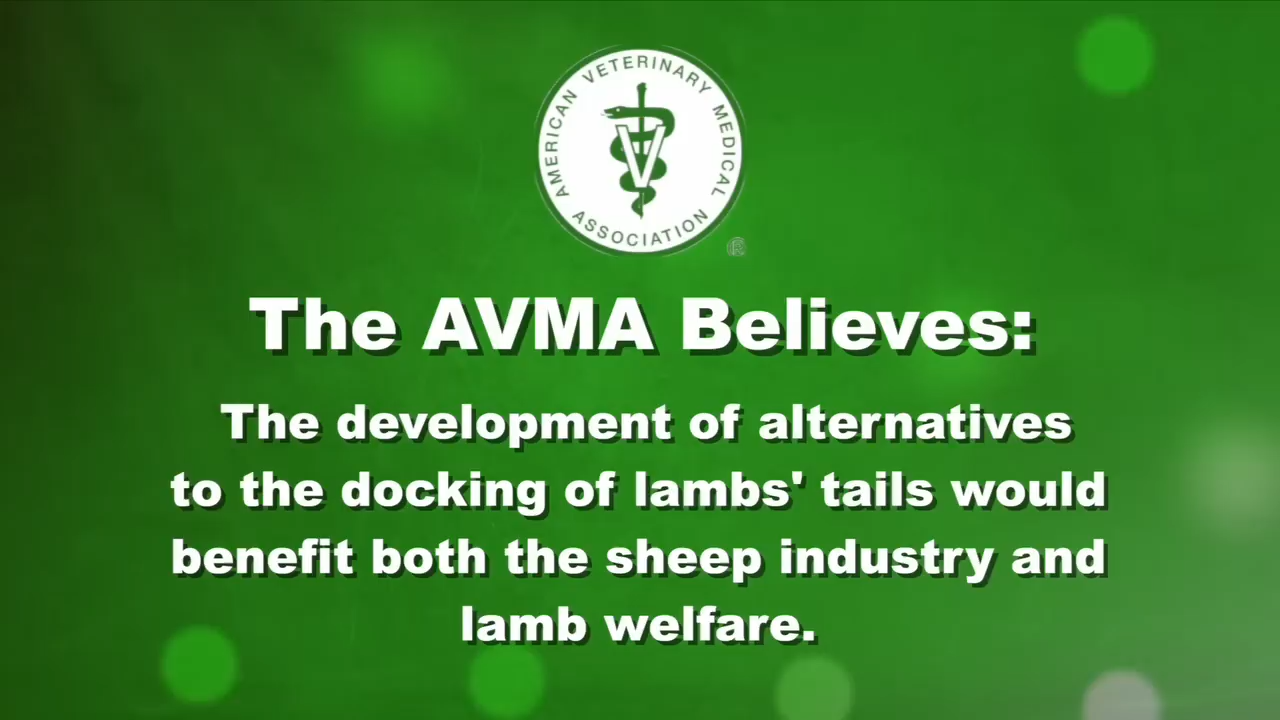 AMERICAN VETERINARY MEDICAL ASSOCIATION
V
®
The AVMA Believes:
The development of alternatives
to the docking of lambs' tails would
benefit both the sheep industry and
lamb welfare.